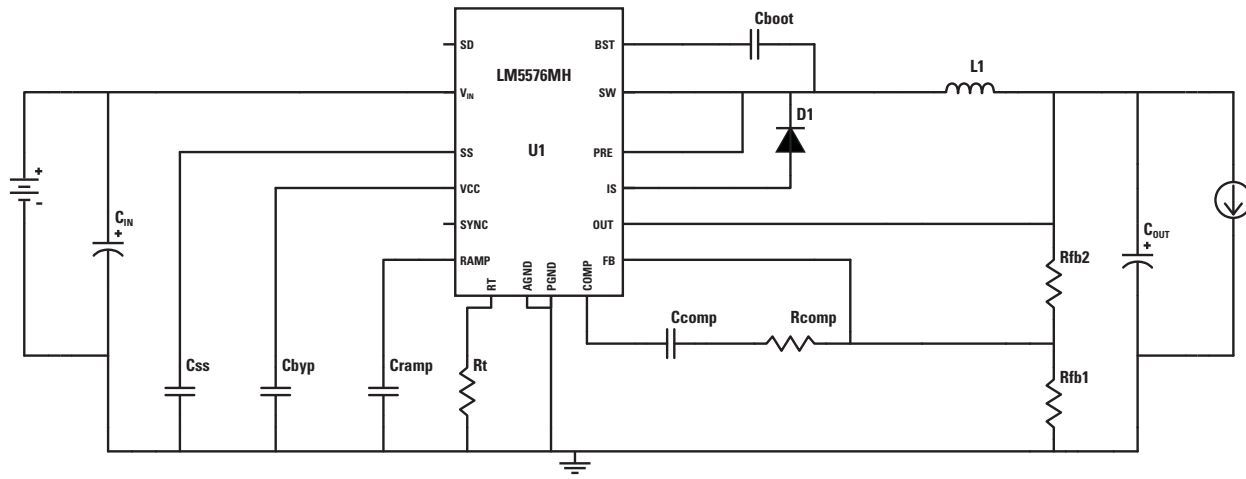 Cboot
SD
BST
LM5576MH
L1
VIN
SW
D1
SS
U1
PRE
VCC
IS
+
-
CIN
+
SYNC
OUT
COUT
+
RAMP
RT
AGND
PGND
COMP
FB
Rfb2
Ccomp
Rcomp
Css
Cbyp
Cramp
Rt
Rfb1